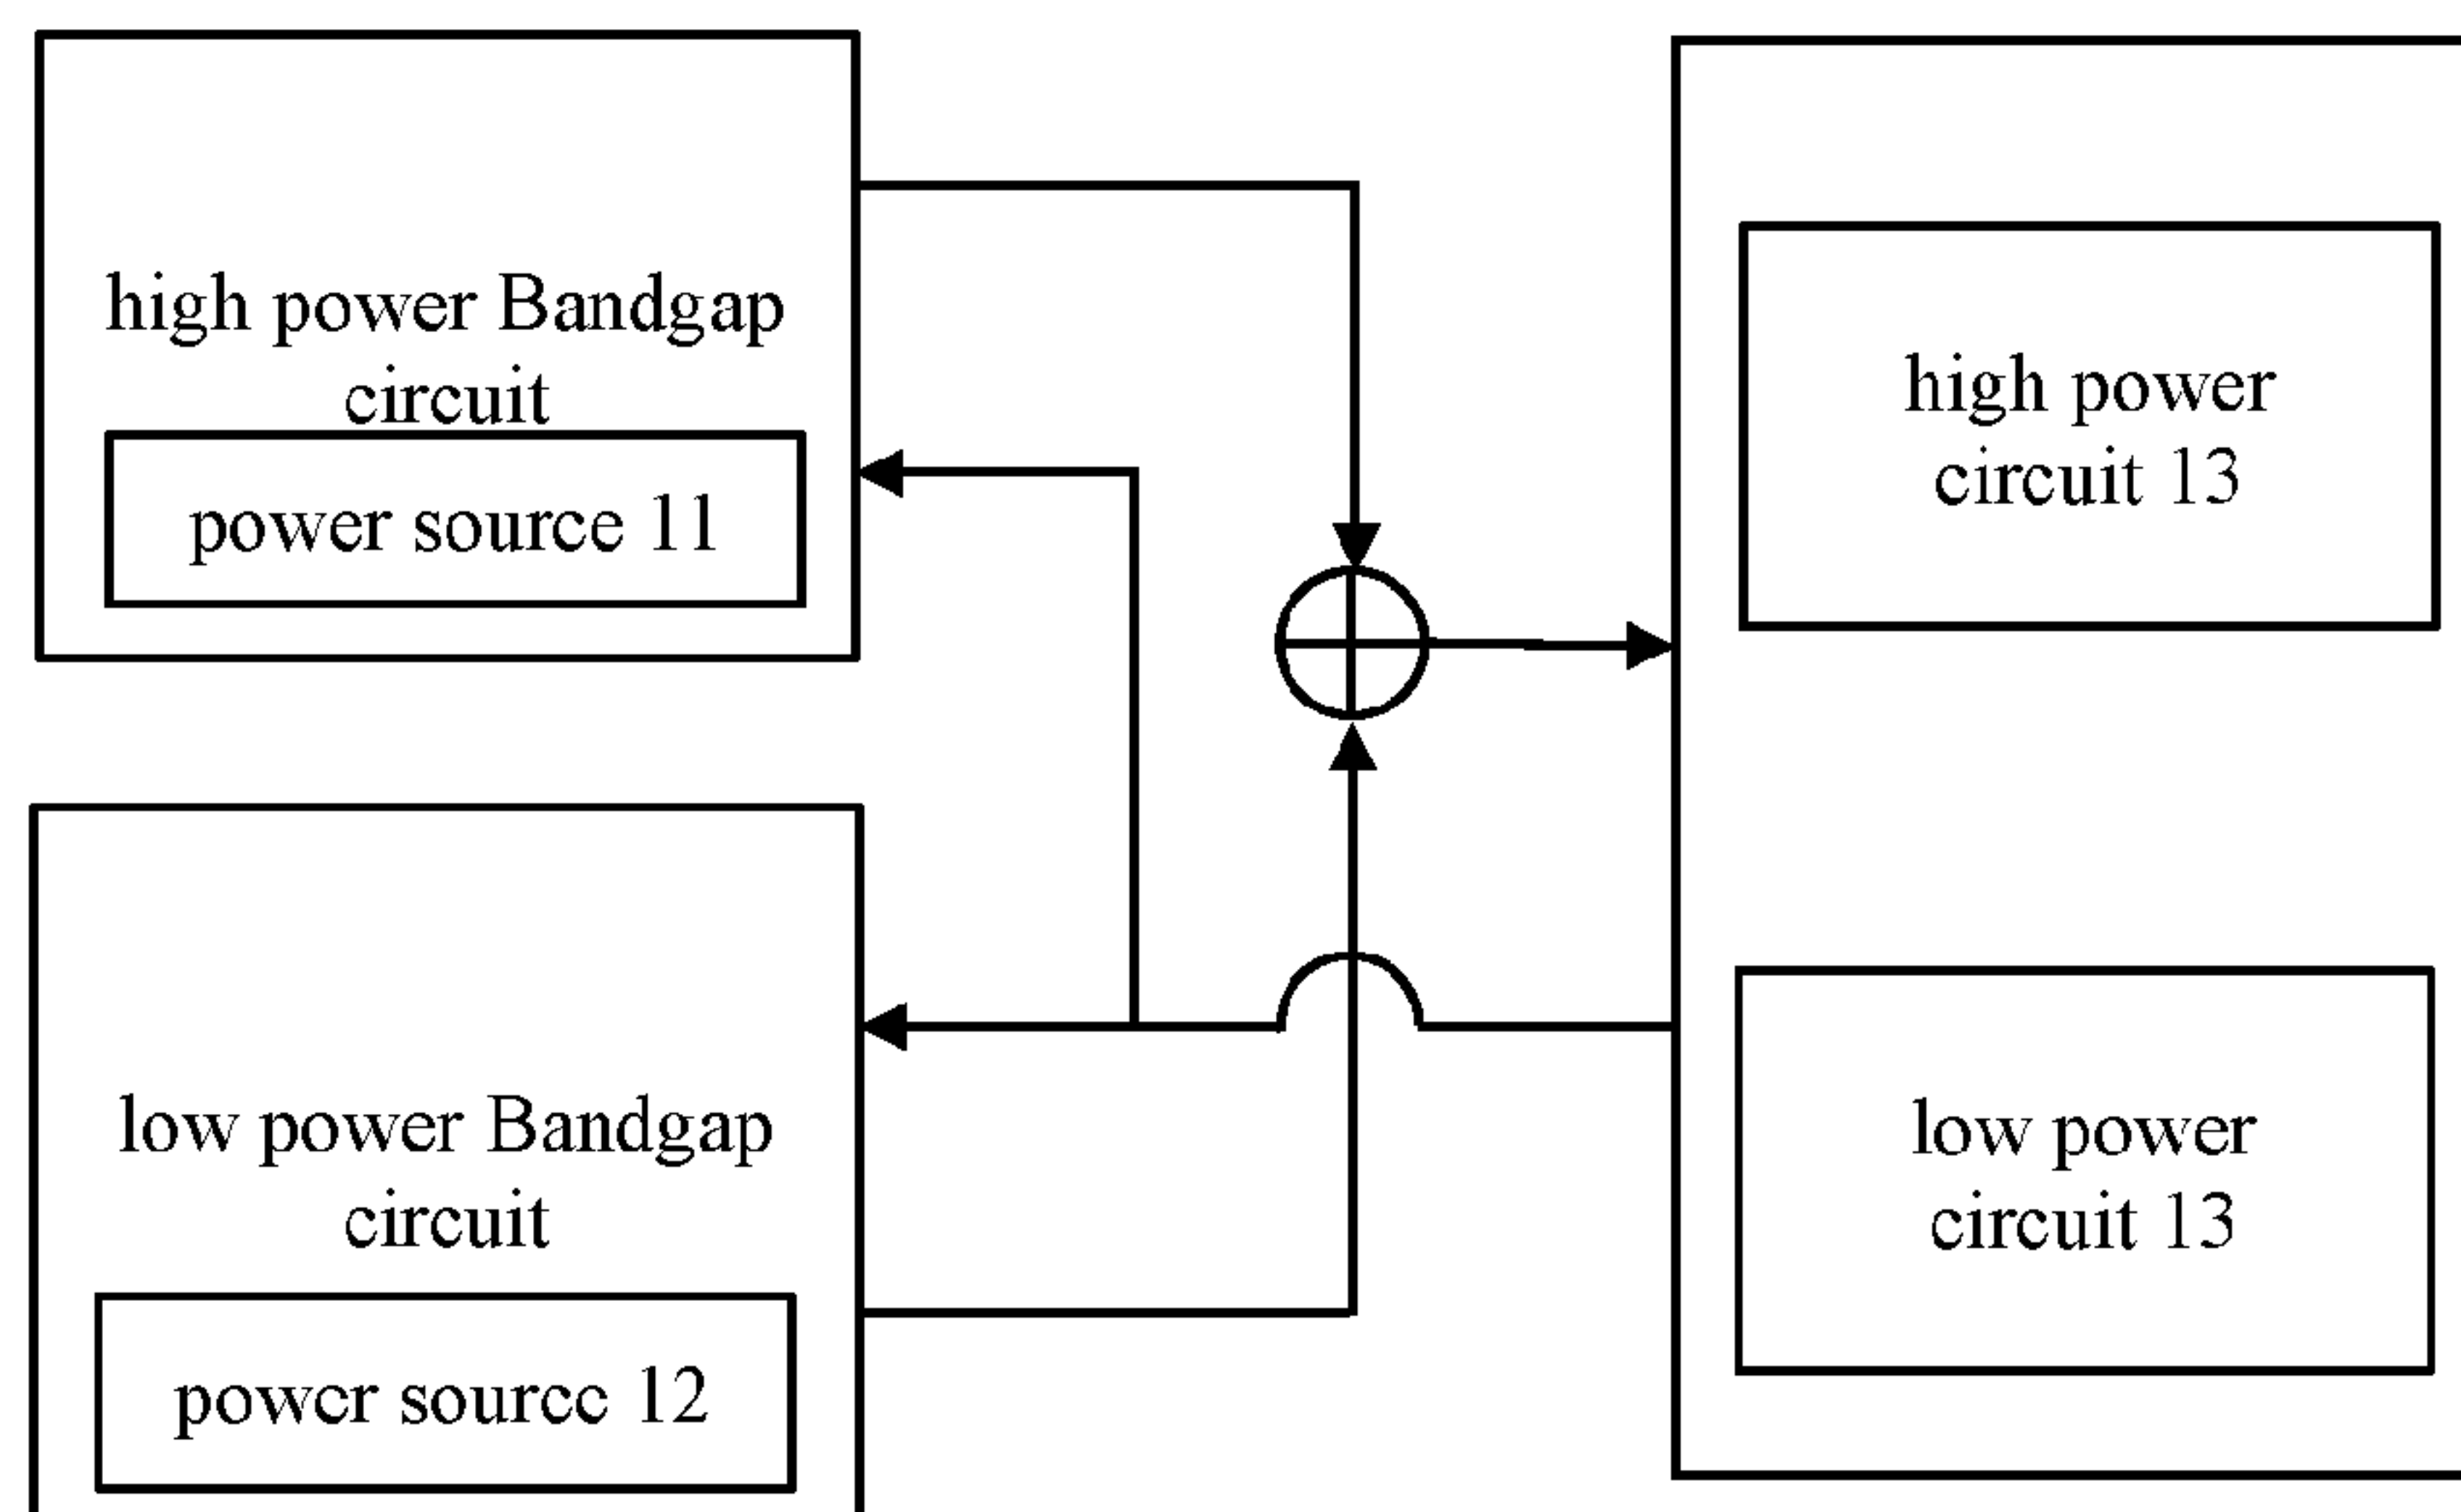 high power Bandgap
circuit
power source 11
high power
circuit 13
low power Bandgap
circuit
power source 12
low power
circuit 13